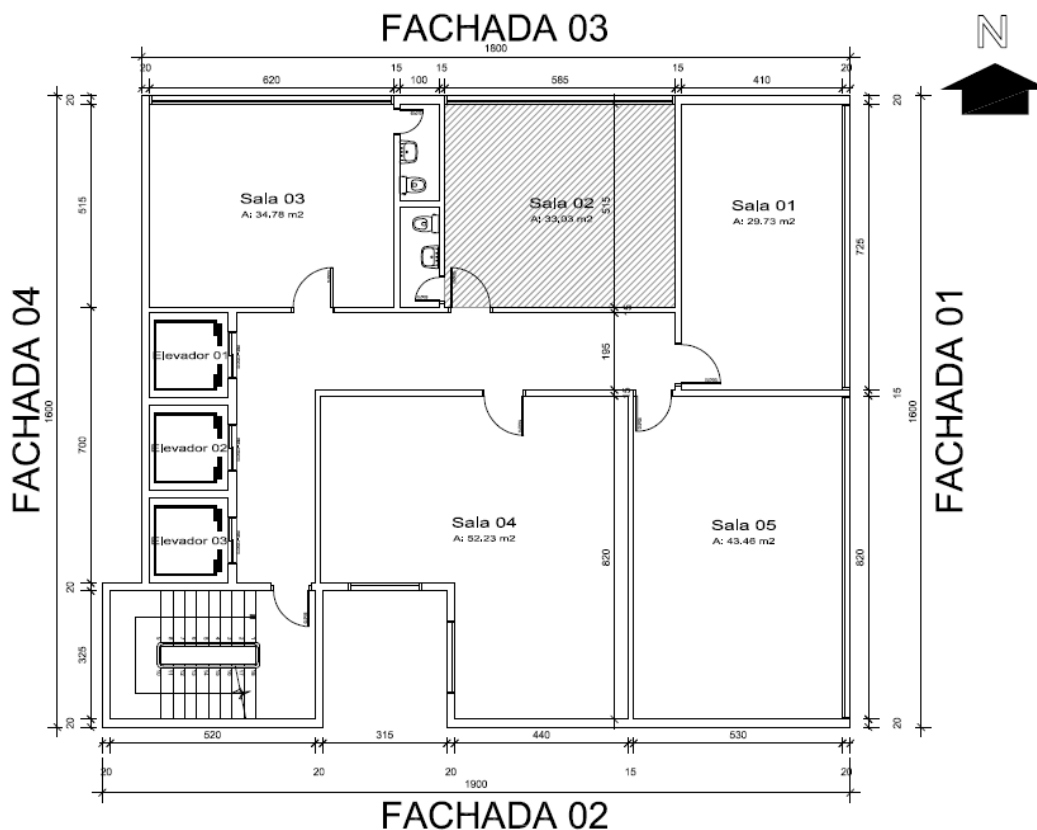 FACHADA 03
N
1800
20 15 15 15 20
620 100 585 410
20 20
515
Sala 03
A: 34.78 m2
Sala 02
A: 33,03 m2
515
Sala 01
A: 29.73 m2
725
FACHADA 04
1600
Elevador 01
15
195
15
15
FACHADA 01
1600
700
Elevador 02
Elevador 03
Sala 04
A: 52.23 m2
820
Sala 05
A: 43.46 m2
820
20
325
20 20
520 315 440 530
20 20 20 15 20
1900
FACHADA 02